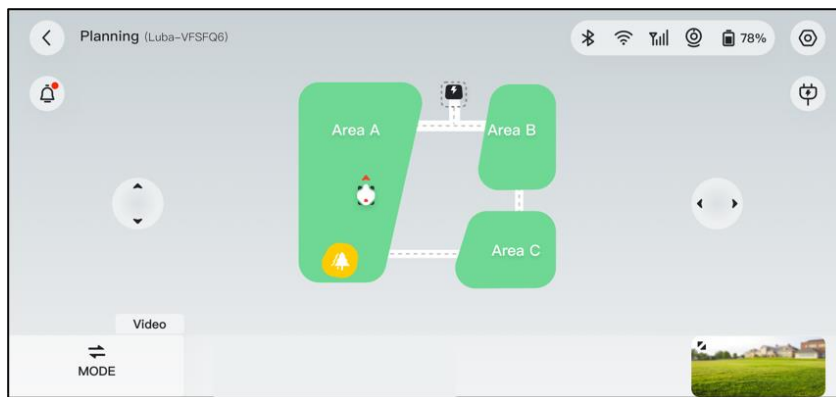 Planning (Luba-VFSFQ6)
78%
Area A
Area B
Area C
Video
MODE